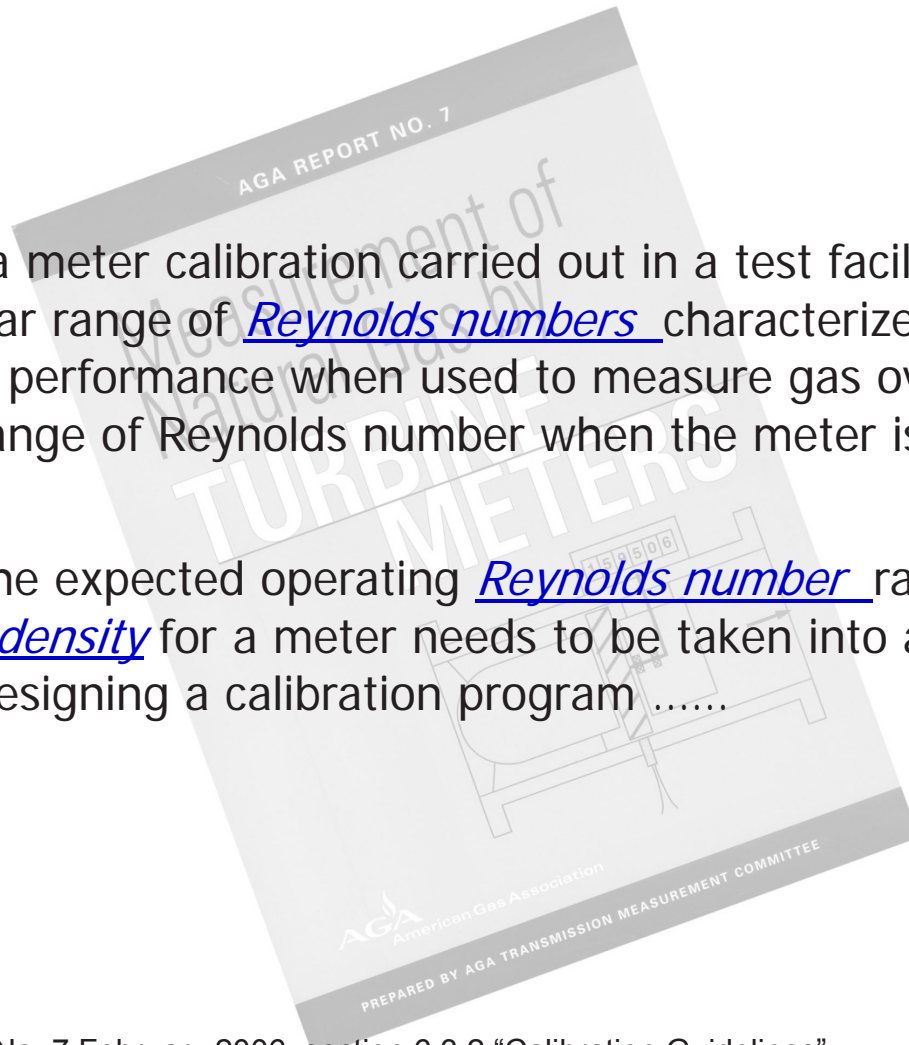 AGA REPORT NO. 7
Measurement of
Natural Gas by
TURBINE
METERS
a meter calibration carried out in a test facil
ar range of Reynolds numbers characterize
performance when used to measure gas ov
ange of Reynolds number when the meter is
he expected operating Reynolds number ra
density for a meter needs to be taken into a
esigning a calibration program ……
159506
AGA
American Gas Association
PREPARED BY AGA TRANSMISSION MEASUREMENT COMMITTEE